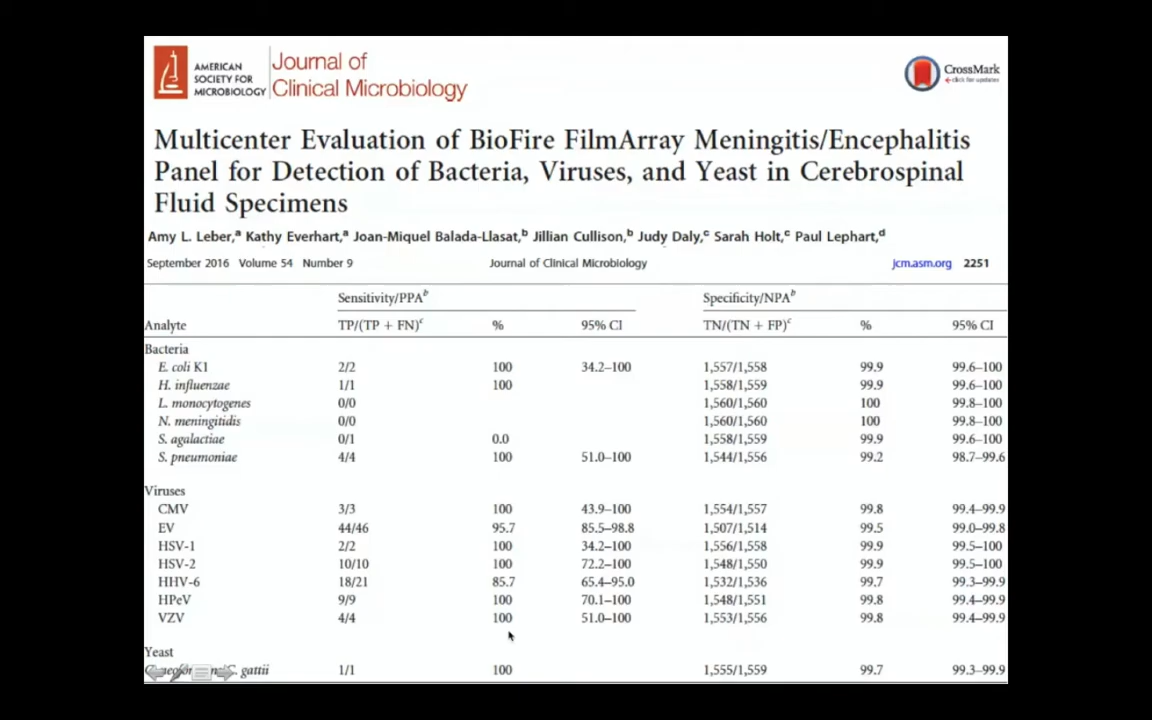 AMERICAN
SOCIETY FOR
MICROBIOLOGY
Journal of
Clinical Microbiology
CrossMark
click for updates
Multicenter Evaluation of BioFire FilmArray Meningitis/Encephalitis
Panel for Detection of Bacteria, Viruses, and Yeast in Cerebrospinal
Fluid Specimens
Amy L. Leber,a Kathy Everhart,a Joan-Miquel Balada-Llasat,b Jillian Cullison,b Judy Daly,c Sarah Holt,c Paul Lephart,d
September 2016 Volume 54 Number 9 Journal of Clinical Microbiology jcm.asm.org 2251
Sensitivity/PPAb Specificity/NPAb
Analyte TP/(TP + FN)c % 95% CI TN/(TN + FP)c % 95% CI
Bacteria
E. coli K1 2/2 100 34.2–100 1,557/1,558 99.9 99.6–100
H. influenzae 1/1 100 1,558/1,559 99.9 99.6–100
L. monocytogenes 0/0 1,560/1,560 100 99.8–100
N. meningitidis 0/0 1,560/1,560 100 99.8–100
S. agalactiae 0/1 0.0 1,558/1,559 99.9 99.6–100
S. pneumoniae 4/4 100 51.0–100 1,544/1,556 99.2 98.7–99.6
Viruses
CMV 3/3 100 43.9–100 1,554/1,557 99.8 99.4–99.9
EV 44/46 95.7 85.5–98.8 1,507/1,514 99.5 99.0–99.8
HSV-1 2/2 100 34.2–100 1,556/1,558 99.9 99.5–100
HSV-2 10/10 100 72.2–100 1,548/1,550 99.9 99.5–100
HHV-6 18/21 85.7 65.4–95.0 1,532/1,536 99.7 99.3–99.9
HPeV 9/9 100 70.1–100 1,548/1,551 99.8 99.4–99.9
VZV 4/4 100 51.0–100 1,553/1,556 99.8 99.4–99.9
Yeast
gattii 1/1 100 1,555/1,559 99.7 99.3–99.9